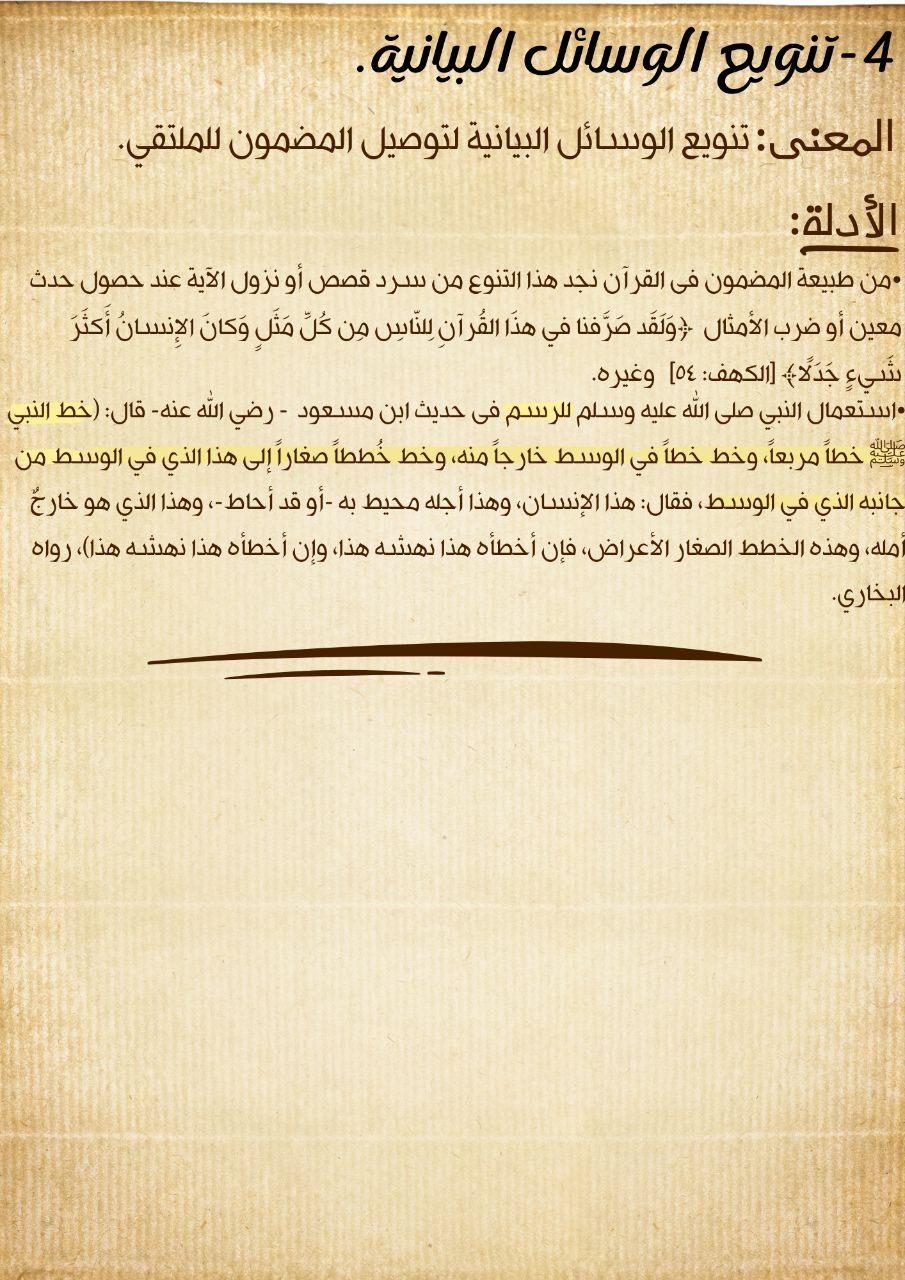 4-تنويع الوسائل البيانية.
المعنى: تنويع الوسائل البيانية لتوصيل المضمون للملتقي.
الأدلة:
•من طبيعة المضمون فى القرآن نجد هذا التنوع من سرد قصص أو نزول الآية عند حصول حدث
معين أو ضرب الأمثال ﴿وَلَقَد صَرَّفنا في هذَا القُرآنِ لِلنّاسِ مِن كُلِّ مَثَلٍ وَكانَ الإِنسانُ أَكثَرَ
شَيءٍ جَدَلًا﴾ [الكهف: ٥٤] وغيره.
•استعمال النبي صلى الله عليه وسلم للرسم فى حديث ابن مسعود - رضي الله عنه- قال: (خط النبي
ﷺ خطاً مربعاً، وخط خطاً في الوسط خارجاً منه، وخط خُططاً صغاراً إلى هذا الذي في الوسط من
جانبه الذي في الوسط، فقال: هذا الإنسان، وهذا أجله محيط به -أو قد أحاط-، وهذا الذي هو خارجٌ
أمله، وهذه الخطط الصغار الأعراض، فإن أخطأه هذا نهشه هذا، وإن أخطأه هذا نهشه هذا)، رواه
البخاري.